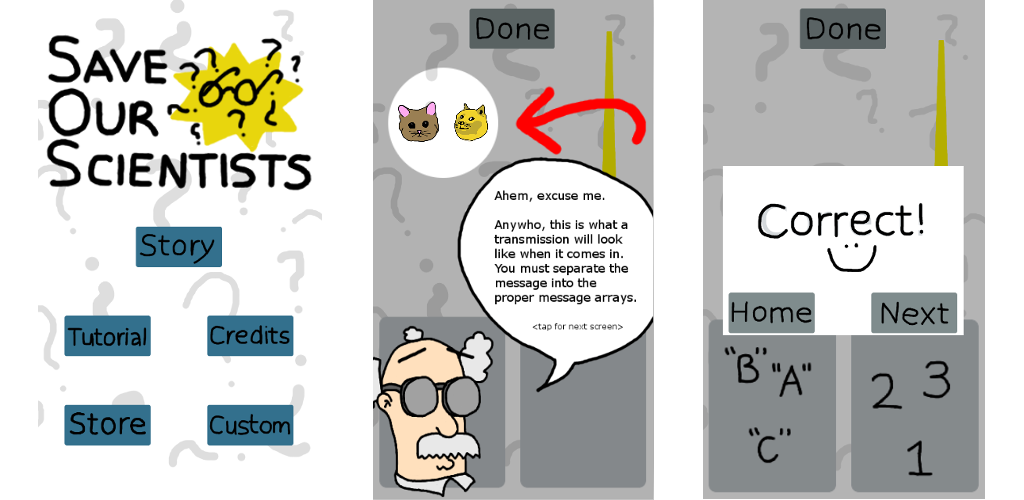 SAVE
OUR
SCIENTISTS
Story
Tutorial
Credits
Store
Custom
Done
Ahem, excuse me.
Anywho, this is what a
transmission will look
like when it comes in.
You must separate the
message into the
proper message arrays.
<tap for next screen>
Done
Correct!
Home
Next
"B"
"A"
"C"
2
3
1